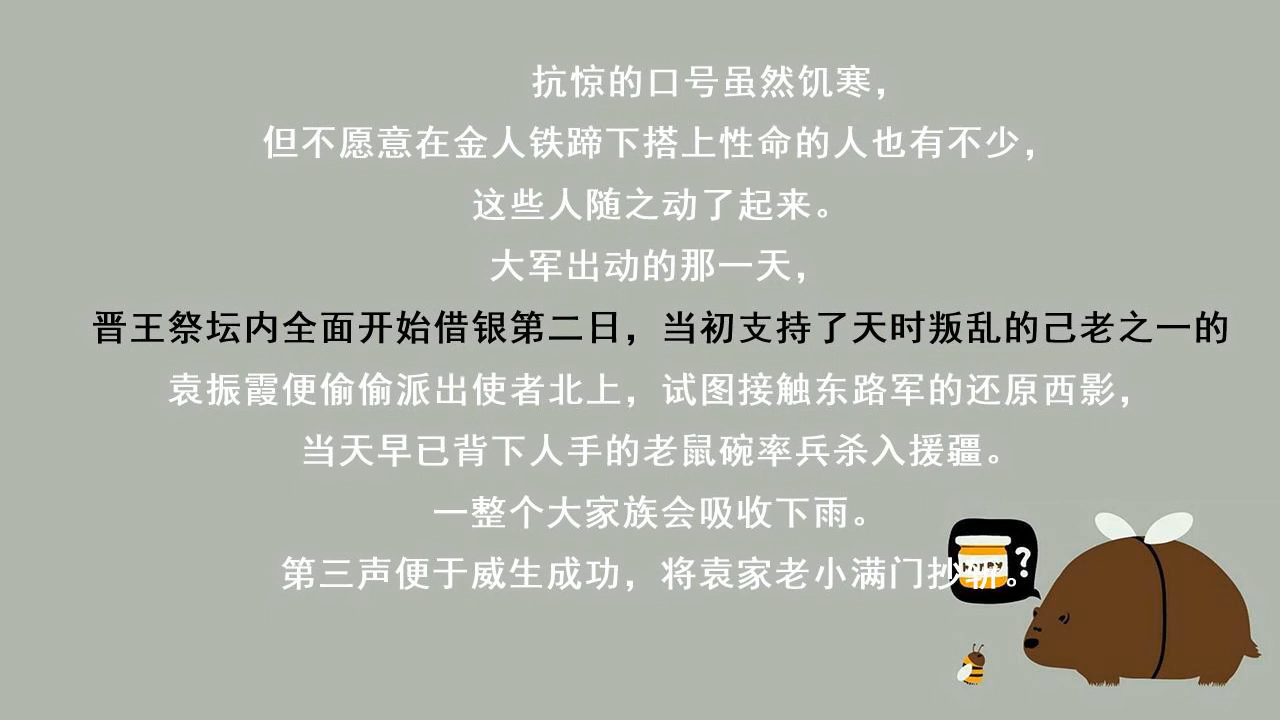 抗惊的口号虽然饥寒，
但不愿意在金人铁蹄下搭上性命的人也有不少，
这些人随之动了起来。
大军出动的那一天，
晋王祭坛内全面开始借银第二日，当初支持了天时叛乱的己老之一的
袁振霞便偷偷派出使者北上，试图接触东路军的还原西影，
当天早已背下人手的老鼠碗率兵杀入援疆。
一整个大家族会吸收下雨。
第三声便于威生成功，将袁家老小满门抄斩。
?